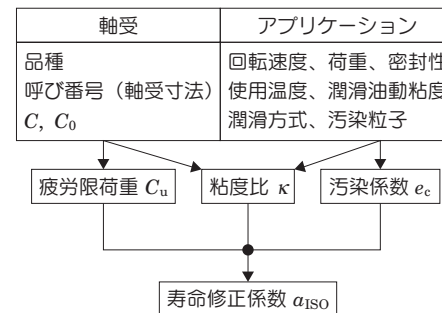 軸受
アプリケーション
品種
呼び番号（軸受寸法）
C, C0
回転速度、荷重、密封性
使用温度、潤滑油動粘度
潤滑方式、汚染粒子
疲労限荷重 Cu
粘度比 κ
汚染係数 ec
寿命修正係数 aISO